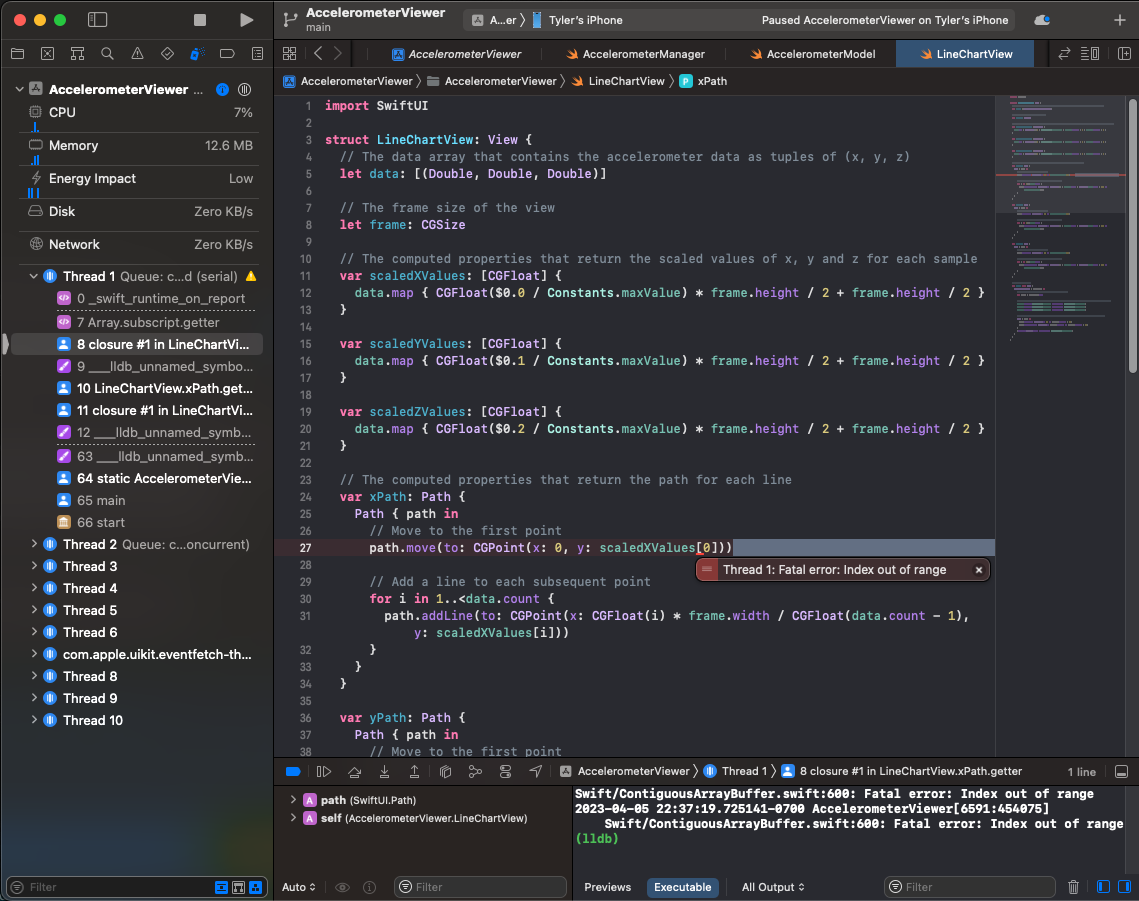 AccelerometerViewer
main
A...er
Tyler's iPhone
Paused AccelerometerViewer on Tyler's iPhone
AccelerometerViewer
AccelerometerManager
AccelerometerModel
LineChartView
AccelerometerViewer
AccelerometerViewer
LineChartView
P
xPath
AccelerometerViewer ...
CPU
7%
Memory
12.6 MB
Energy Impact
Low
Disk
Zero KB/s
Network
Zero KB/s
Thread 1 Queue: c...d (serial)
0 _swift_runtime_on_report
7 Array.subscript.getter
8 closure #1 in LineChartVi...
9 ___lldb_unnamed_symbo...
10 LineChartView.xPath.get...
11 closure #1 in LineChartVi...
12 ___lldb_unnamed_symb...
63 ___lldb_unnamed_symb...
64 static AccelerometerVie...
65 main
66 start
Thread 2 Queue: c...oncurrent)
Thread 3
Thread 4
Thread 5
Thread 6
com.apple.uikit.eventfetch-th...
Thread 8
Thread 9
Thread 10
Filter
1 import SwiftUI
2
3 struct LineChartView: View {
4 // The data array that contains the accelerometer data as tuples of (x, y, z)
5 let data: [(Double, Double, Double)]
6
7 // The frame size of the view
8 let frame: CGSize
9
10 // The computed properties that return the scaled values of x, y and z for each sample
11 var scaledXValues: [CGFloat] {
12 data.map { CGFloat($0.0 / Constants.maxValue) * frame.height / 2 + frame.height / 2 }
13 }
14
15 var scaledYValues: [CGFloat] {
16 data.map { CGFloat($0.1 / Constants.maxValue) * frame.height / 2 + frame.height / 2 }
17 }
18
19 var scaledZValues: [CGFloat] {
20 data.map { CGFloat($0.2 / Constants.maxValue) * frame.height / 2 + frame.height / 2 }
21 }
22
23 // The computed properties that return the path for each line
24 var xPath: Path {
25 Path { path in
26 // Move to the first point
27 path.move(to: CGPoint(x: 0, y: scaledXValues[0]))
Thread 1: Fatal error: Index out of range
28
29 // Add a line to each subsequent point
30 for i in 1..<data.count {
31 path.addLine(to: CGPoint(x: CGFloat(i) * frame.width / CGFloat(data.count - 1),
y: scaledXValues[i]))
32 }
33 }
34 }
35
36 var yPath: Path {
37 Path { path in
38 // Move to the first point
AccelerometerViewer
Thread 1
8 closure #1 in LineChartView.xPath.getter
1 line
A path (SwiftUI.Path)
A self (AccelerometerViewer.LineChartView)
Auto
Filter
Swift/ContiguousArrayBuffer.swift:600: Fatal error: Index out of range
2023-04-05 22:37:19.725141-0700 AccelerometerViewer[6591:454075]
Swift/ContiguousArrayBuffer.swift:600: Fatal error: Index out of range
(lldb)
Previews
Executable
All Output
Filter